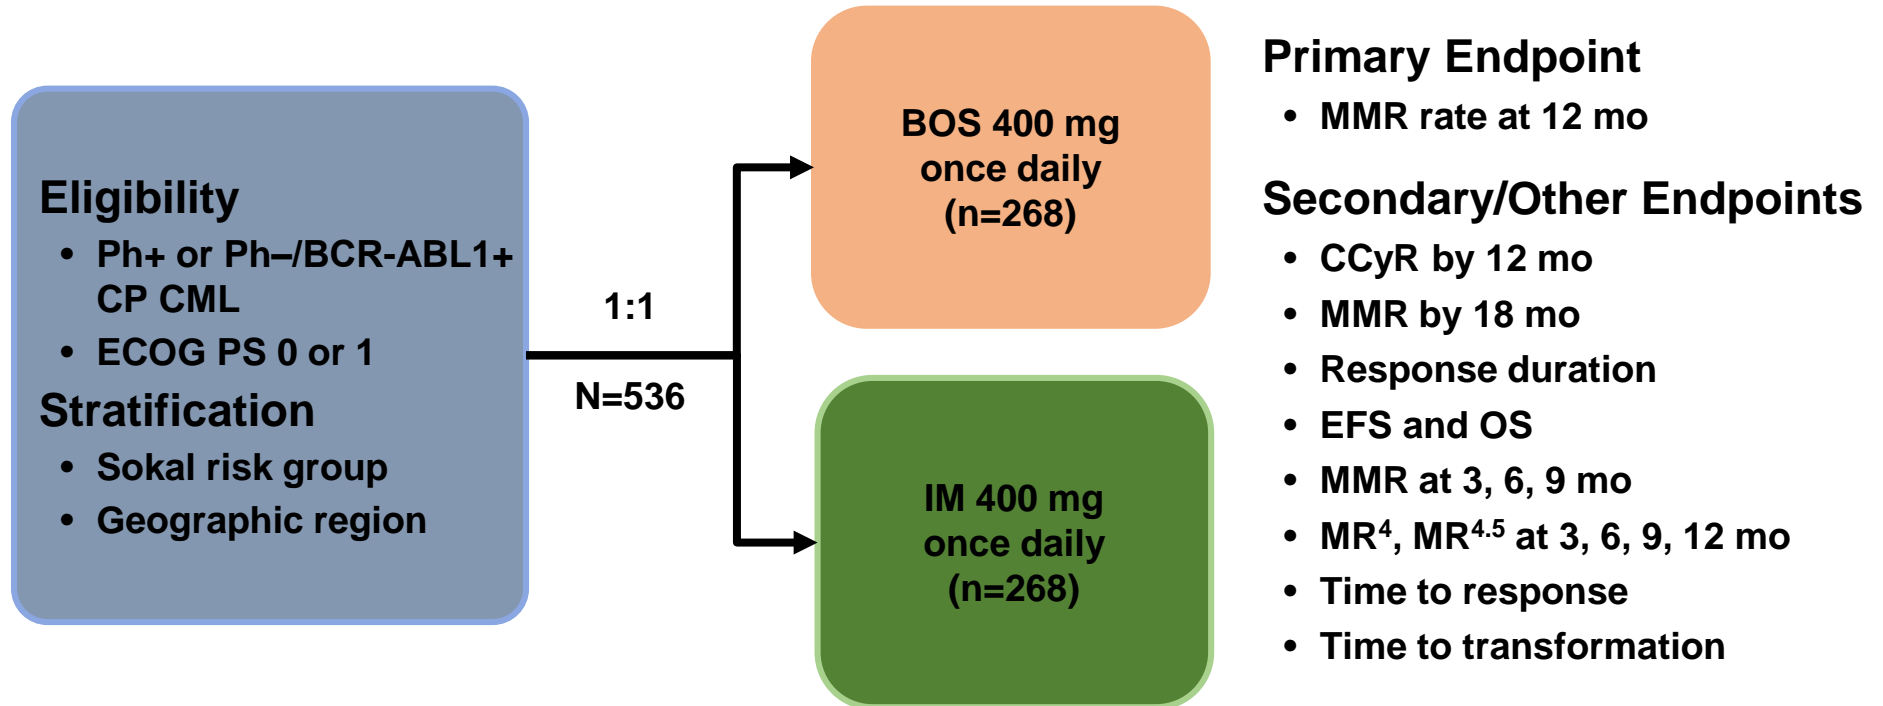 Eligibility
• Ph+ or Ph–/BCR-ABL1+
CP CML
• ECOG PS 0 or 1
Stratification
• Sokal risk group
• Geographic region
1:1
N=536
BOS 400 mg
once daily
(n=268)
IM 400 mg
once daily
(n=268)
Primary Endpoint
• MMR rate at 12 mo
Secondary/Other Endpoints
• CCyR by 12 mo
• MMR by 18 mo
• Response duration
• EFS and OS
• MMR at 3, 6, 9 mo
• MR⁴, MR⁴·⁵ at 3, 6, 9, 12 mo
• Time to response
• Time to transformation